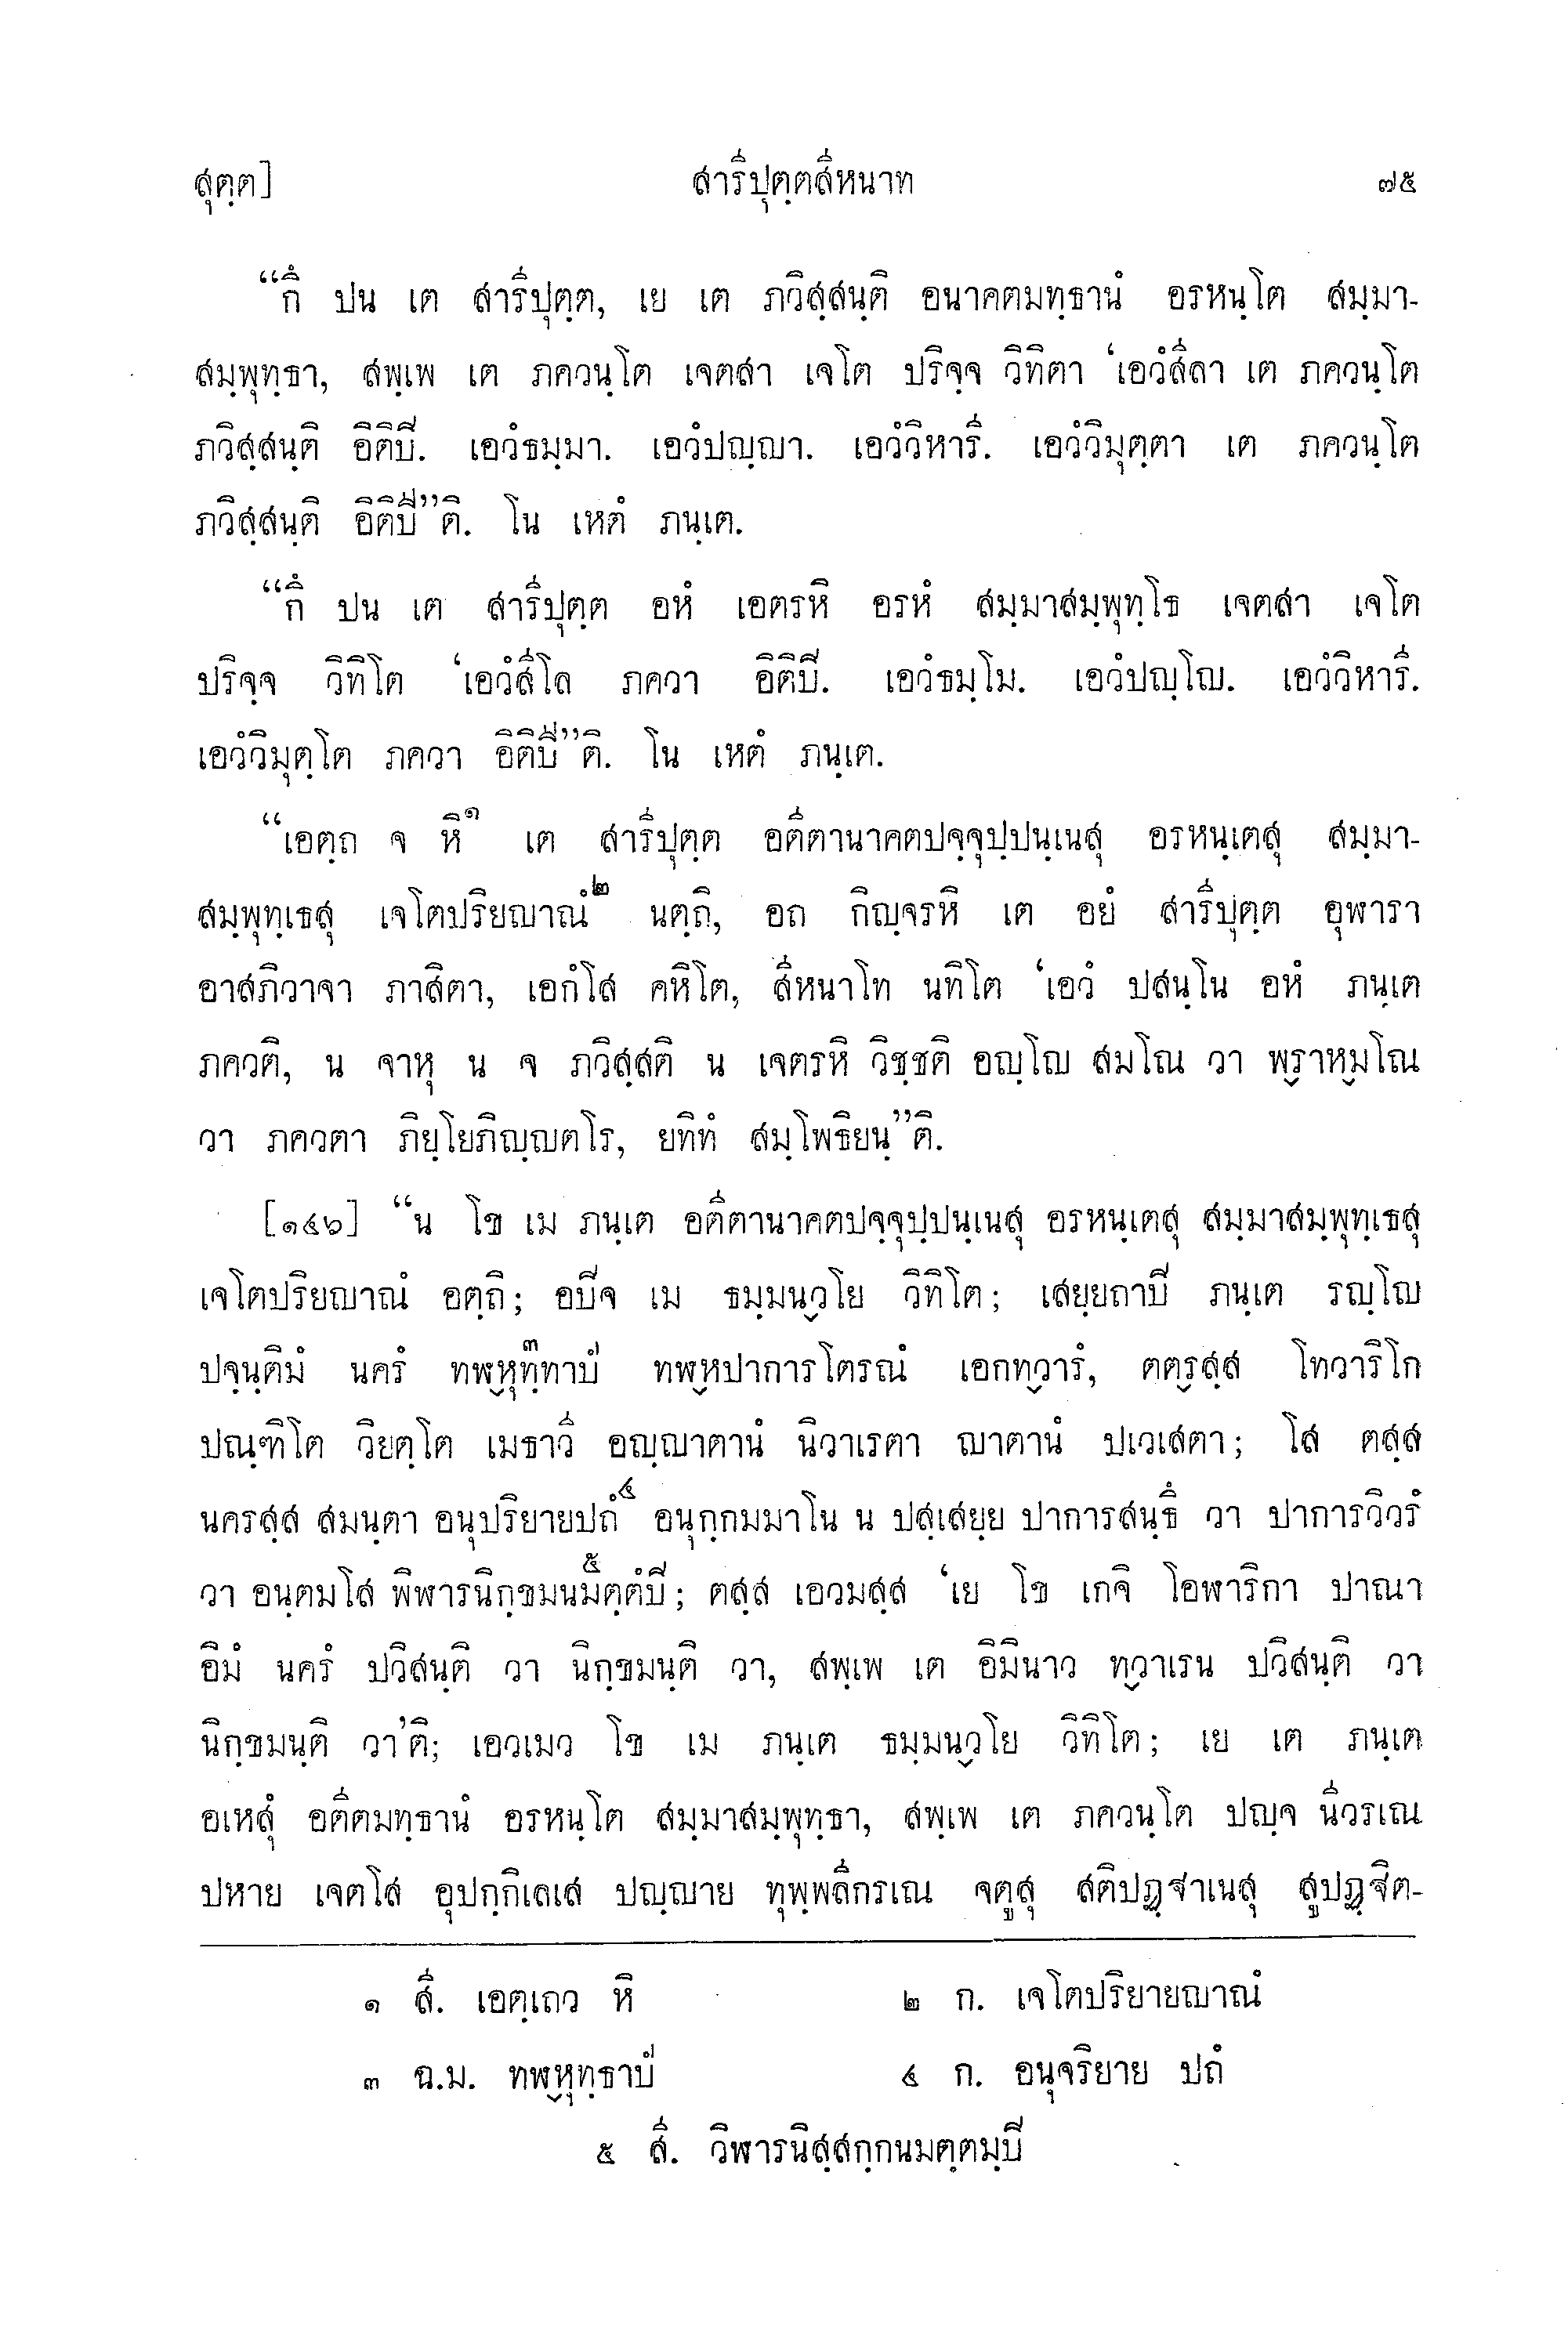 สุตฺต]	สารีปุตฺตสีหนาท	๗๕
“กึ ปน เต สารีปุตฺต, เย เต ภวิสฺสนฺติ อนาคตมทฺธานํ อรหนฺโต สมฺมา-
สมฺพุทฺธา, สพฺเพ เต ภควนฺโต เจตสา เจโต ปริจฺจ วิทิตา ‘เอวํสีลา เต ภควนฺโต
ภวิสฺสนฺติ อิติปี. เอวํธมฺมา. เอวํปญฺญา. เอวํวิหารี. เอวํวิมุตฺตา เต ภควนฺโต
ภวิสฺสนฺติ อิติปี”ติ. โน เหตํ ภนฺเต.
“กึ ปน เต สารีปุตฺต อหํ เอตรหิ อรหํ สมฺมาสมฺพุทฺโธ เจตสา เจโต
ปริจฺจ วิทิโต ‘เอวํสีโล ภควา อิติปี. เอวํธมฺโม. เอวํปญฺโญ. เอวํวิหารี.
เอวํวิมุตฺโต ภควา อิติปี”ติ. โน เหตํ ภนฺเต.
“เอตฺถ จ หิ๑ เต สารีปุตฺต อตีตานาคตปจฺจุปฺปนฺเนสุ อรหนฺเตสุ สมฺมา-
สมฺพุทฺเธสุ เจโตปริยญาณํ๒ นตฺถิ, อถ กิญฺจรหิ เต อยํ สารีปุตฺต อุฬารา
อาสภิวาจา ภาสิตา, เอกํโส คหิโต, สีหนาโท นทิโต ‘เอวํ ปสนฺโน อหํ ภนฺเต
ภควติ, น จาหุ น จ ภวิสฺสติ น เจตรหิ วิชฺชติ อญฺโญ สมโณ วา พ๎ราห๎มโณ
วา ภควตา ภิยฺโยภิญฺญตโร, ยทิทํ สมฺโพธิยนฺ”ติ.
[๑๔๖] “น โข เม ภนฺเต อตีตานาคตปจฺจุปฺปนฺเนสุ อรหนฺเตสุ สมฺมาสมฺพุทฺเธสุ
เจโตปริยญาณํ อตฺถิ; อปีจ เม ธมฺมนฺว๎โย วิทิโต; เสยฺยถาปี ภนฺเต รญฺโญ
ปจฺจนฺติมํ นครํ ทฬ๎หุทฺทาปํ๓ ทฬ๎หปาการโตรณํ เอกท๎วารํ, ตต๎รสฺส โทวาริโก
ปณฺฑิโต วิยตฺโต เมธาวี อญฺญาตานํ นิวาเรตา ญาตานํ ปเวเสตา; โส ตสฺส
นครสฺส สมนฺตา อนุปริยายปถํ๔ อนุกฺกมมาโน น ปสฺเสยฺย ปาการสนฺธึ วา ปาการวิวรํ
วา อนฺตมโส พิฬารนิกฺขมนมตฺตํปี๕; ตสฺส เอวมสฺส ‘เย โข เกจิ โอฬาริกา ปาณา
อิมํ นครํ ปวิสนฺติ วา นิกฺขมนฺติ วา, สพฺเพ เต อิมินาว ทฺวาเรน ปวิสนฺติ วา
นิกฺขมนฺติ วา’ติ; เอวเมว โข เม ภนฺเต ธมฺมนฺว๎โย วิทิโต; เย เต ภนฺเต
อเหสุํ อตีตมทฺธานํ อรหนฺโต สมฺมาสมฺพุทฺธา, สพฺเพ เต ภควนฺโต ปญฺจ นีวรเณ
ปหาย เจตโส อุปกฺกิเลเส ปญฺญาย ทุพฺพลีกรเณ จตูสุ สติปฏฺฐาเนสุ สูปฏฺฐิต-
๑ สี. เอตฺเถว หิ	๒ ก. เจโตปริยายญาณํ
๓ ฉ.ม. ทฬ๎หุทฺธาปํ	๔ ก. อนุจริยาย ปถํ
๕ สี. วิฬารนิสฺสกฺกนมตฺตมฺปี